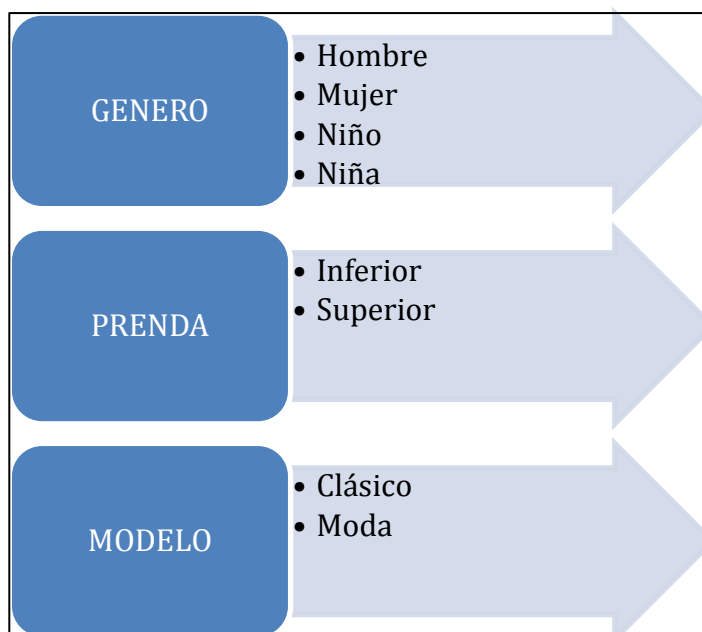 GENERO
• Hombre
• Mujer
• Niño
• Niña
PRENDA
• Inferior
• Superior
MODELO
• Clásico
• Moda